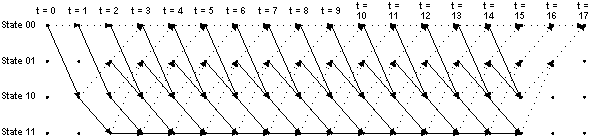 t = 0 t = 1 t = 2 t = 3 t = 4 t = 5 t = 6 t = 7 t = 8 t = 9 t = 10 t = 11 t = 12 t = 13 t = 14 t = 15 t = 16 t = 17
State 00
State 01
State 10
State 11